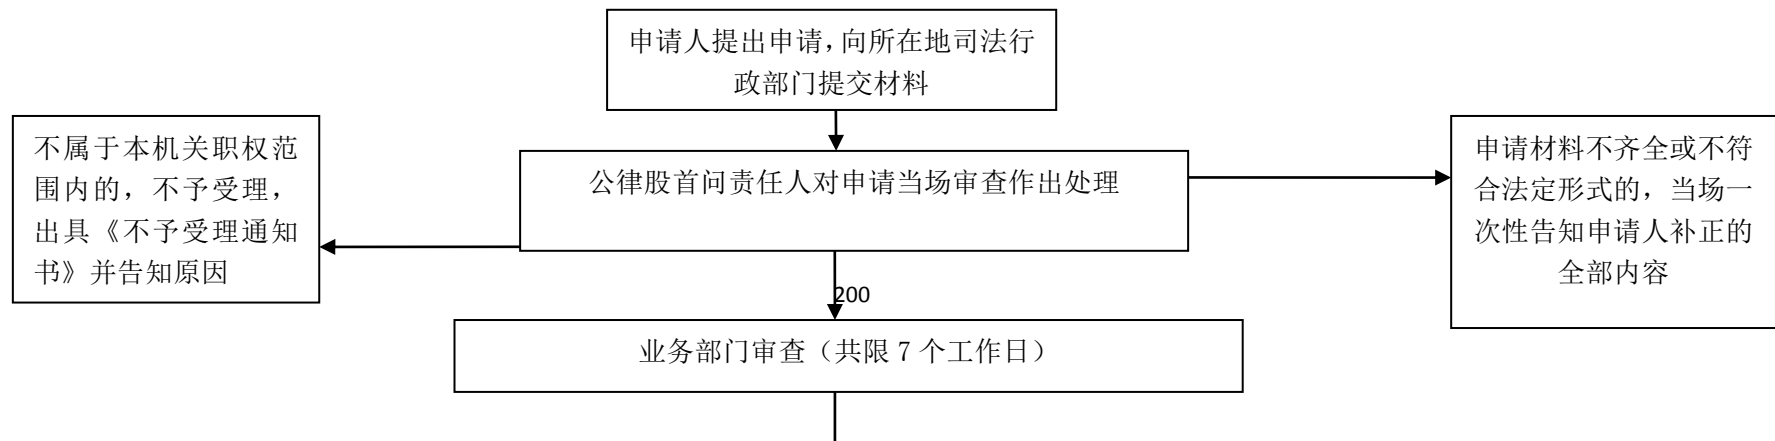 申请人提出申请，向所在地司法行
政部门提交材料
不属于本机关职权范
围内的，不予受理，
出具《不予受理通知
书》并告知原因
公律股首问责任人对申请当场审查作出处理
申请材料不齐全或不符
合法定形式的，当场一
次性告知申请人补正的
全部内容
200
业务部门审查（共限 7 个工作日）